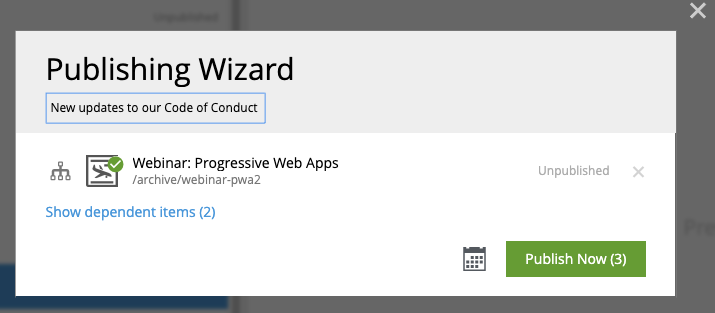 Unpublished
Publishing Wizard
New updates to our Code of Conduct
Webinar: Progressive Web Apps
/archive/webinar-pwa2
Unpublished
Show dependent items (2)
Publish Now (3)